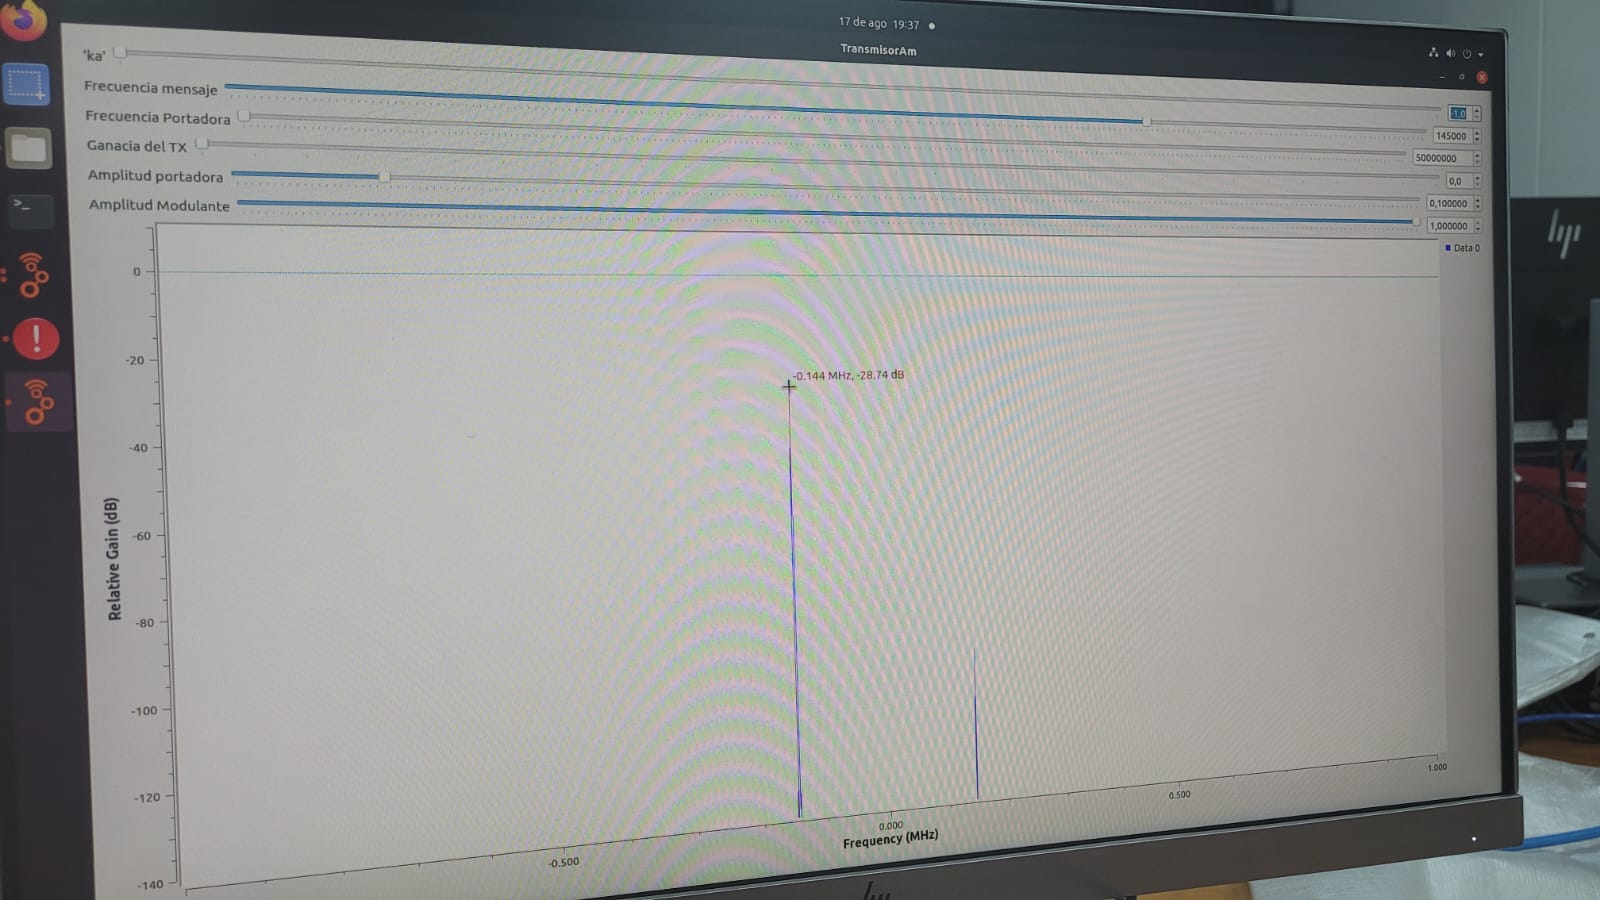 17 de ago 19:37
TransmisorAm
'ka' -1,0
Frecuencia mensaje 145000
Frecuencia Portadora 50000000
Ganacia del TX 0,0
Amplitud portadora 0,100000
Amplitud Modulante 1,000000
Data 0
0
-20
-0.144 MHz, -28.74 dB
-40
-60
-80
-100
-120
-140
Relative Gain (dB)
-0.500
0.000
0.500
1.000
Frequency (MHz)
hp